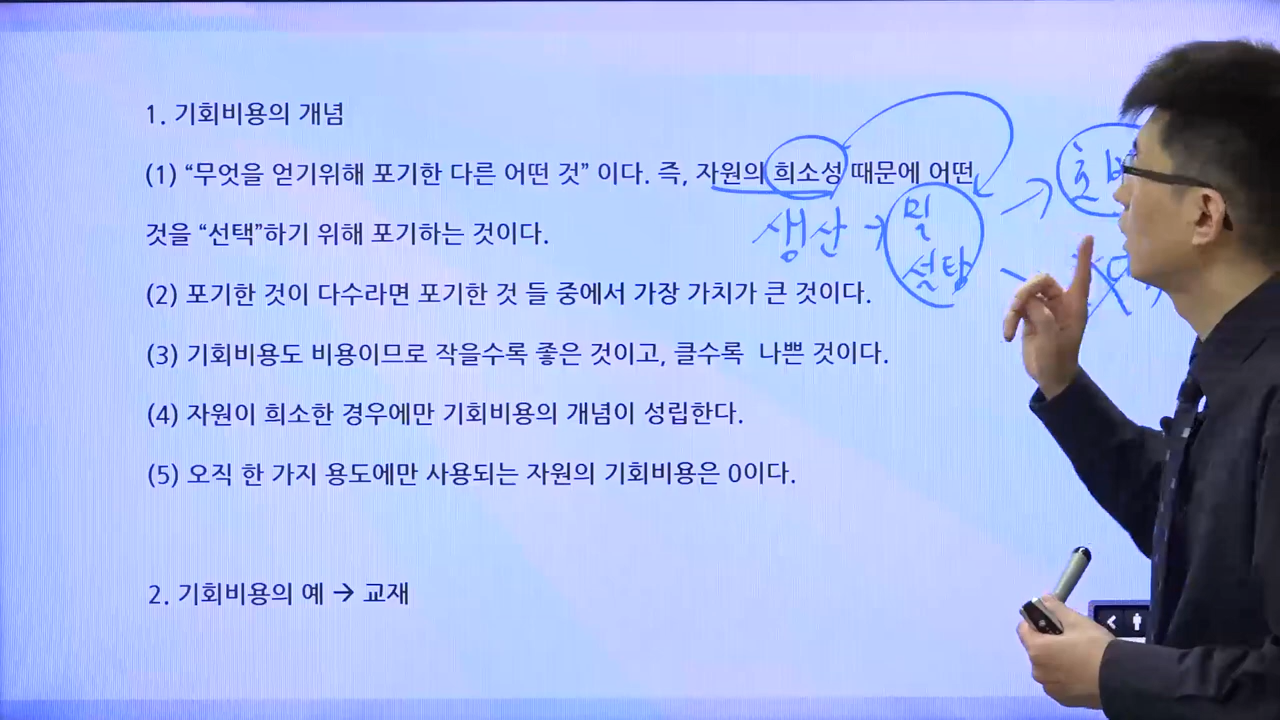 1. 기회비용의 개념
(1) “무엇을 얻기위해 포기한 다른 어떤 것” 이다. 즉, 자원의 희소성 때문에 어떤
것을 “선택”하기 위해 포기하는 것이다.
생산 → 밀
설탕
(2) 포기한 것이 다수라면 포기한 것 들 중에서 가장 가치가 큰 것이다.
(3) 기회비용도 비용이므로 작을수록 좋은 것이고, 클수록 나쁜 것이다.
(4) 자원이 희소한 경우에만 기회비용의 개념이 성립한다.
(5) 오직 한 가지 용도에만 사용되는 자원의 기회비용은 0이다.
2. 기회비용의 예 → 교재